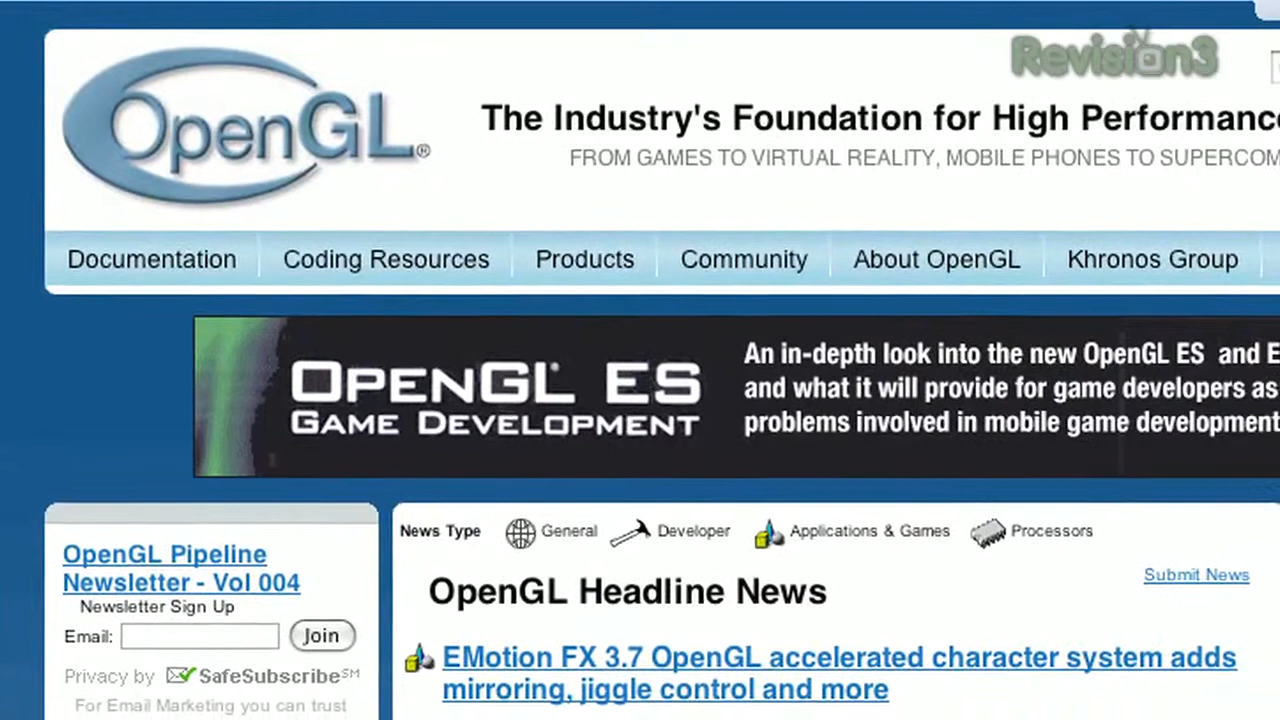 Revision3
OpenGL®
The Industry's Foundation for High Performance
FROM GAMES TO VIRTUAL REALITY, MOBILE PHONES TO SUPERCOM
Documentation
Coding Resources
Products
Community
About OpenGL
Khronos Group
OPENGL ES
GAME DEVELOPMENT
An in-depth look into the new OpenGL ES and E
and what it will provide for game developers as
problems involved in mobile game development
OpenGL Pipeline
Newsletter - Vol 004
Newsletter Sign Up
Email:
Join
Privacy by SafeSubscribeSM
For Email Marketing you can trust
News Type
General
Developer
Applications & Games
Processors
Submit News
OpenGL Headline News
EMotion FX 3.7 OpenGL accelerated character system adds
mirroring, jiggle control and more